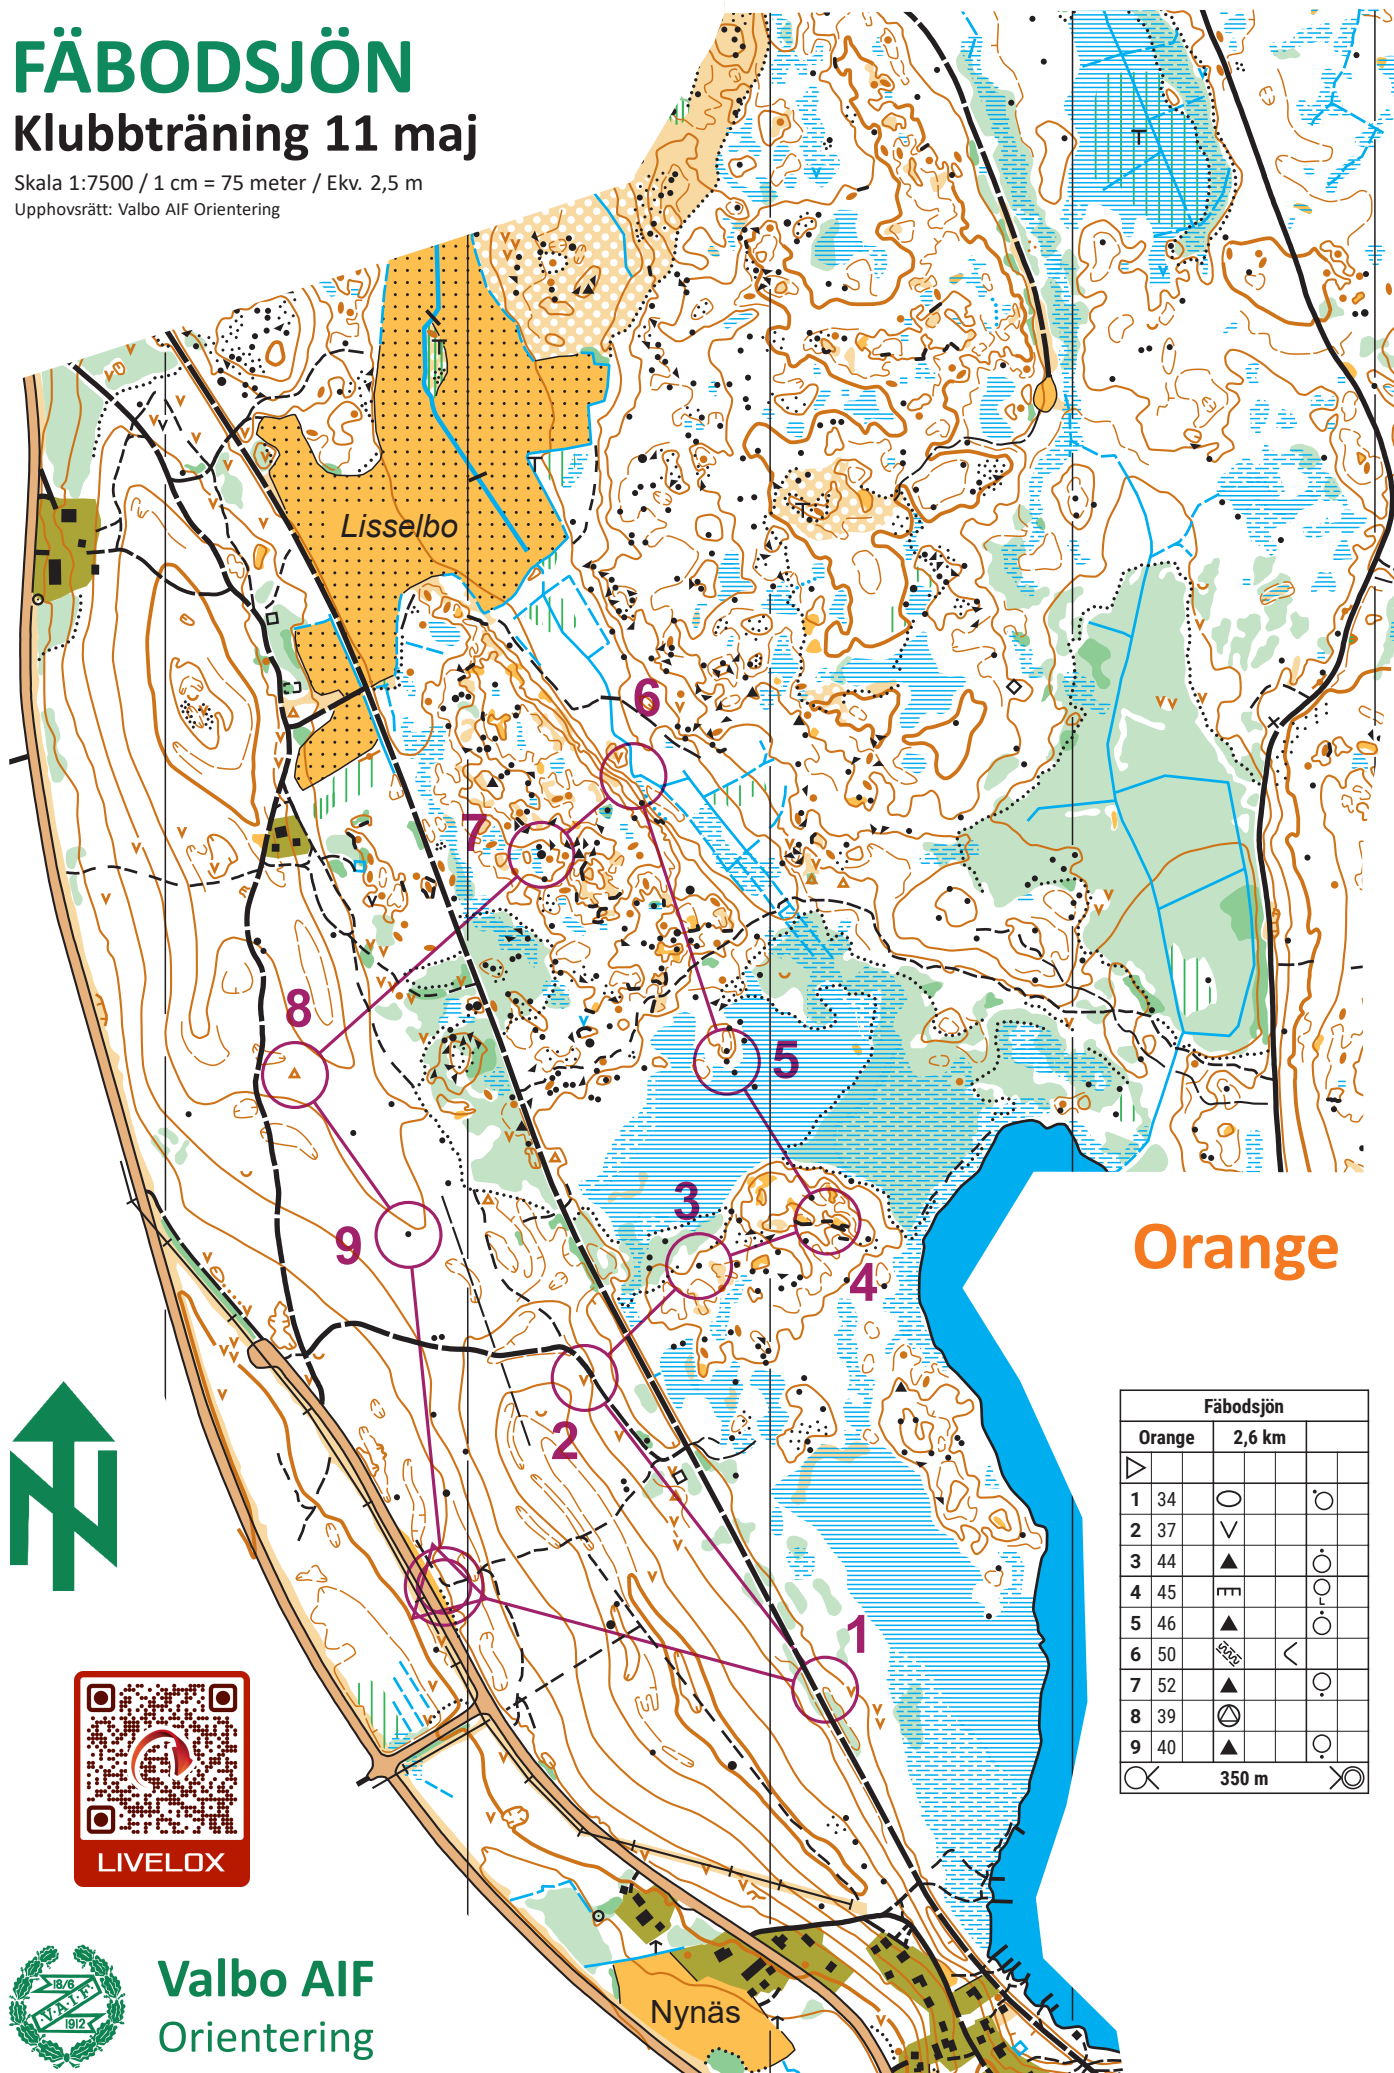 FÄBODSJÖN
Klubbträning 11 maj
Skala 1:7500 / 1 cm = 75 meter / Ekv. 2,5 m
Upphovsrätt: Valbo AIF Orientering
Lisselbo
6
7
8
5
3
9
4
Orange
2
1
Fäbodsjön
Orange 2,6 km
1 34
2 37
3 44
4 45
5 46
6 50
7 52
8 39
9 40
350 m
LIVELOX
18/6
V.A.I.F.
1912
Valbo AIF
Orientering
Nynäs